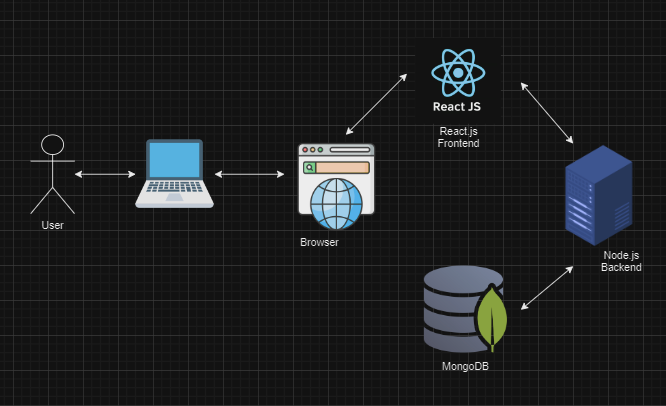 React JS
React.js
Frontend
User
Browser
Node.js
Backend
MongoDB